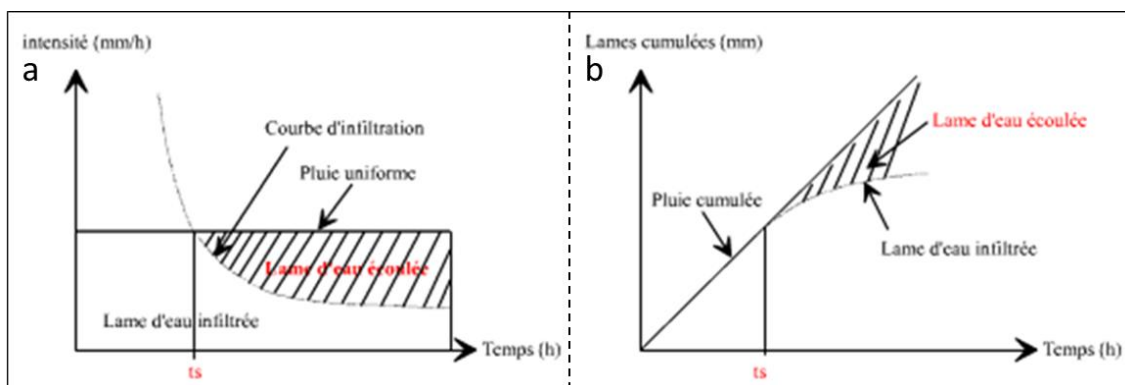 intensité (mm/h)
a
Courbe d'infiltration
Pluie uniforme
Lame d'eau écoulée
Lame d'eau infiltrée
Temps (h)
ts
Lames cumulées (mm)
b
Lame d'eau écoulée
Pluie cumulée
Lame d'eau infiltrée
Temps (h)
ts